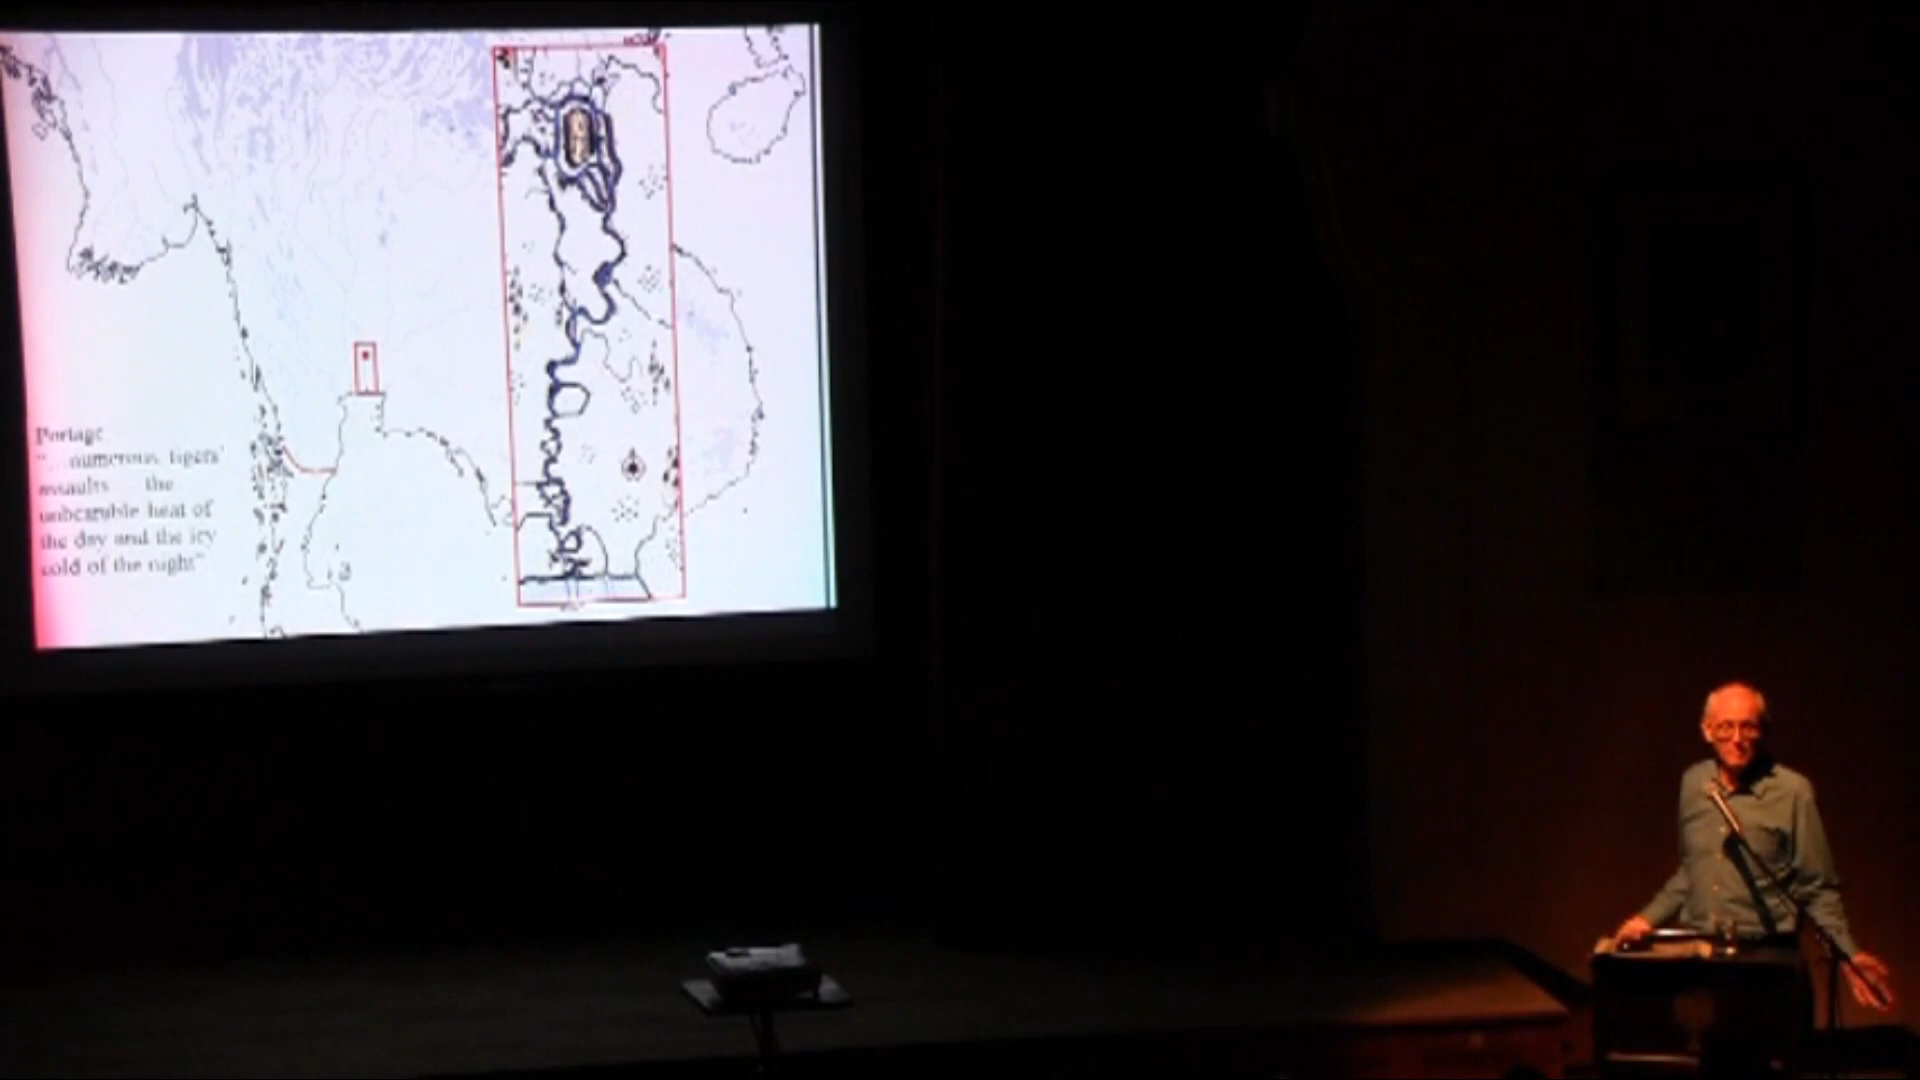 Portage
"... numerous tigers'
assaults the
unbearable heat of
the day and the icy
cold of the night"